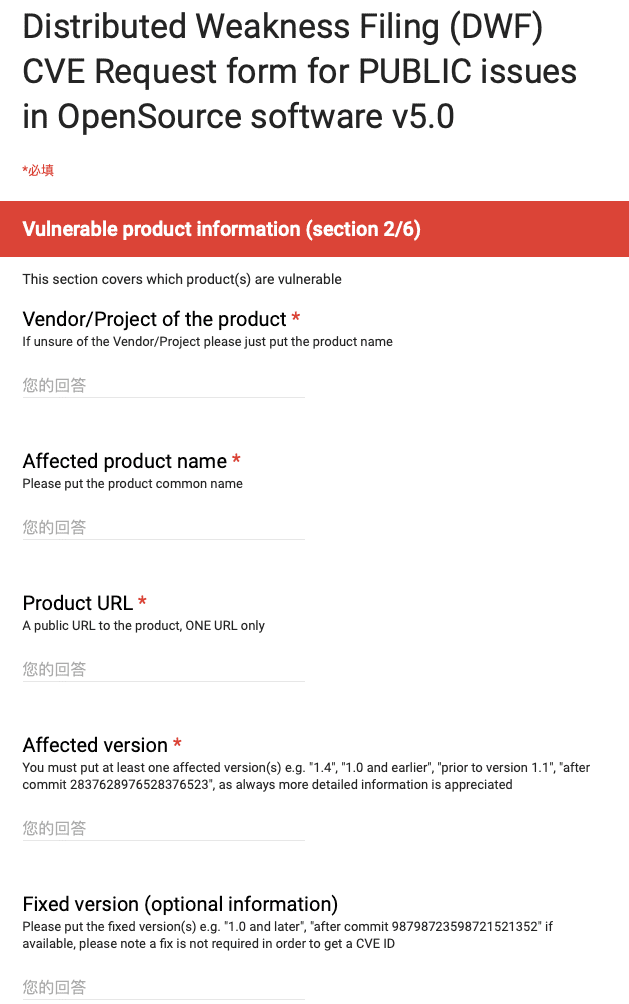 Distributed Weakness Filing (DWF)
CVE Request form for PUBLIC issues
in OpenSource software v5.0
*必填
Vulnerable product information (section 2/6)
This section covers which product(s) are vulnerable
Vendor/Project of the product *
If unsure of the Vendor/Project please just put the product name
您的回答
Affected product name *
Please put the product common name
您的回答
Product URL *
A public URL to the product, ONE URL only
您的回答
Affected version *
You must put at least one affected version(s) e.g. "1.4", "1.0 and earlier", "prior to version 1.1", "after
commit 2837628976528376523", as always more detailed information is appreciated
您的回答
Fixed version (optional information)
Please put the fixed version(s) e.g. "1.0 and later", "after commit 98798723598721521352" if
available, please note a fix is not required in order to get a CVE ID
您的回答